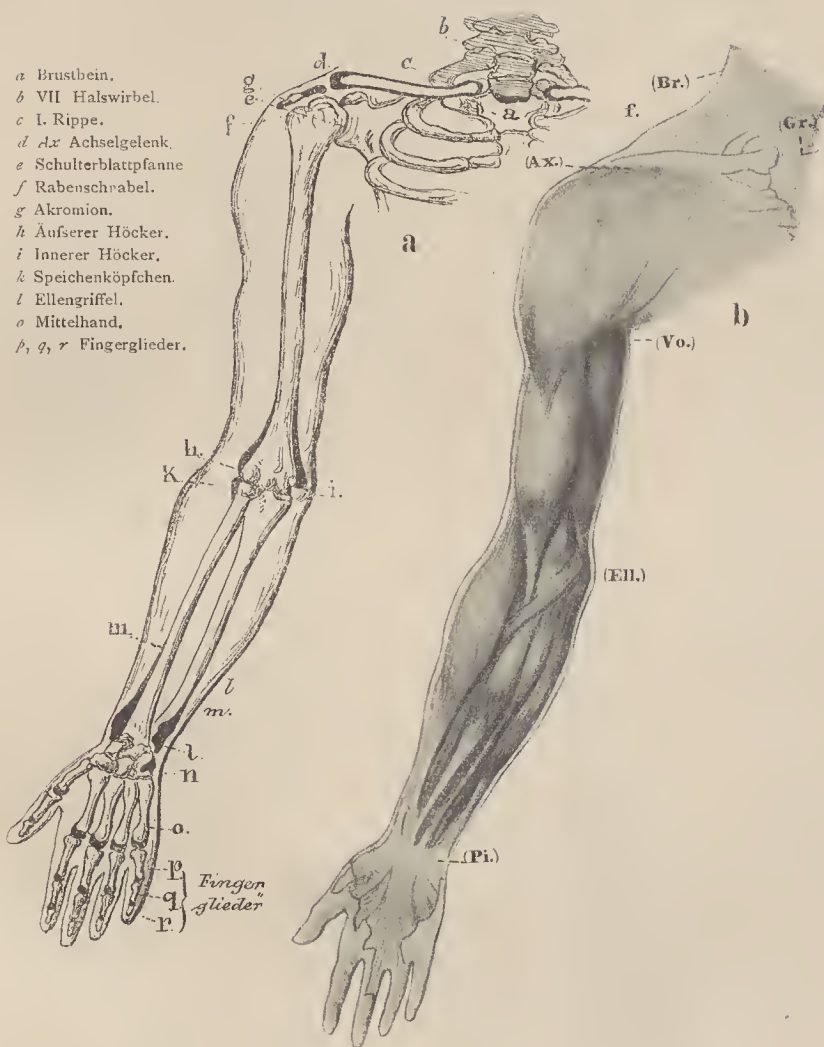 a Brustbein.
b VII Halswirbel.
c I. Rippe.
d Ax Achselgelenk.
e Schulterblattpfanne
f Rabenschnabel.
g Akromion.
h Äußerer Höcker.
i Innerer Höcker.
k Speichenköpfchen.
l Ellengriffel.
o Mittelhand.
p, q, r Fingerglieder.
b
d
c.
g
e
f
a
f.
(Br.)
(Gr.)
(Ax.)
a
b
(Vo.)
h.
K
i.
(Ell.)
m.
l
m.
l.
n
o.
(Pi.)
p
q
r.
Finger
glieder"